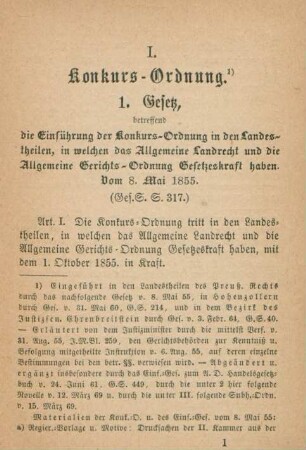 I.
Konkurs-Ordnung.¹)
1. Gesetz,
betreffend
die Einführung der Konkurs-Ordnung in den Landes-
theilen, in welchen das Allgemeine Landrecht und die
Allgemeine Gerichts-Ordnung Gesetzeskraft haben.
Vom 8. Mai 1855.
(Ges.S. S. 317.)
Art. I. Die Konkurs-Ordnung tritt in den Landes-
theilen, in welchen das Allgemeine Landrecht und die
Allgemeine Gerichts-Ordnung Gesetzeskraft haben, mit
dem 1. Oktober 1855. in Kraft.
1) Eingeführt in den Landestheilen des Preuß. Rechts
durch das nachfolgende Gesetz v. 8. Mai 55, in Hohenzollern
durch Ges. v. 31. Mai 60, G.S. 214, und in dem Bezirk des
Justizsen. Ehrenbreitstein durch Ges. v. 3. Febr. 64, G.S. 40.
— Erläutert von dem Justizminister durch die mittelst Verf. v.
31. Aug. 55, J.M.Bl. 259, den Gerichtsbehörden zur Kenntniß u.
Befolgung mitgetheilte Instruktion v. 6. Aug. 55, auf deren einzelne
Bestimmungen bei den betr. §§. verwiesen wird. — Abgeändert u.
ergänzt insbesondere durch das Einf.Ges. zum A. D. Handelsgesetz-
buch v. 24. Juni 61, G.S. 449, durch die unter 2 hier folgende
Novelle v. 12. März 69 u. durch die unter 3. folgende Subh.Ordn.
v. 15. März 69.
Materialien der Konk.O. u. des Einf.Ges. vom 8. Mai 55:
a) Regier.-Vorlage u. Motive: Drucksachen der II. Kammer aus der
1